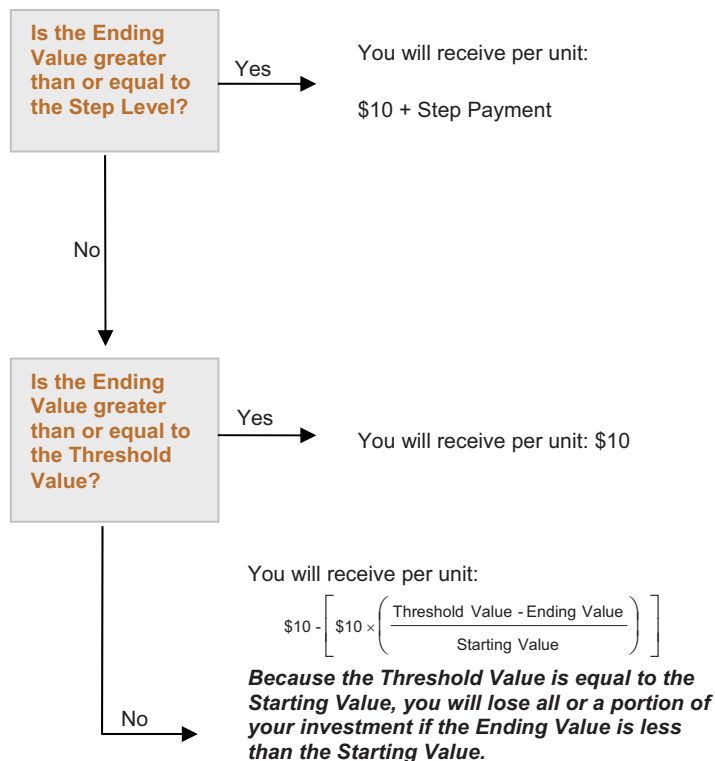 Is the Ending
Value greater
than or equal to
the Step Level?
Yes
You will receive per unit:
$10 + Step Payment
No
Is the Ending
Value greater
than or equal to
the Threshold
Value?
Yes
You will receive per unit: $10
No
You will receive per unit:
$10 - [ $10 × ( Threshold Value - Ending Value
Starting Value ) ]
Because the Threshold Value is equal to the
Starting Value, you will lose all or a portion of
your investment if the Ending Value is less
than the Starting Value.